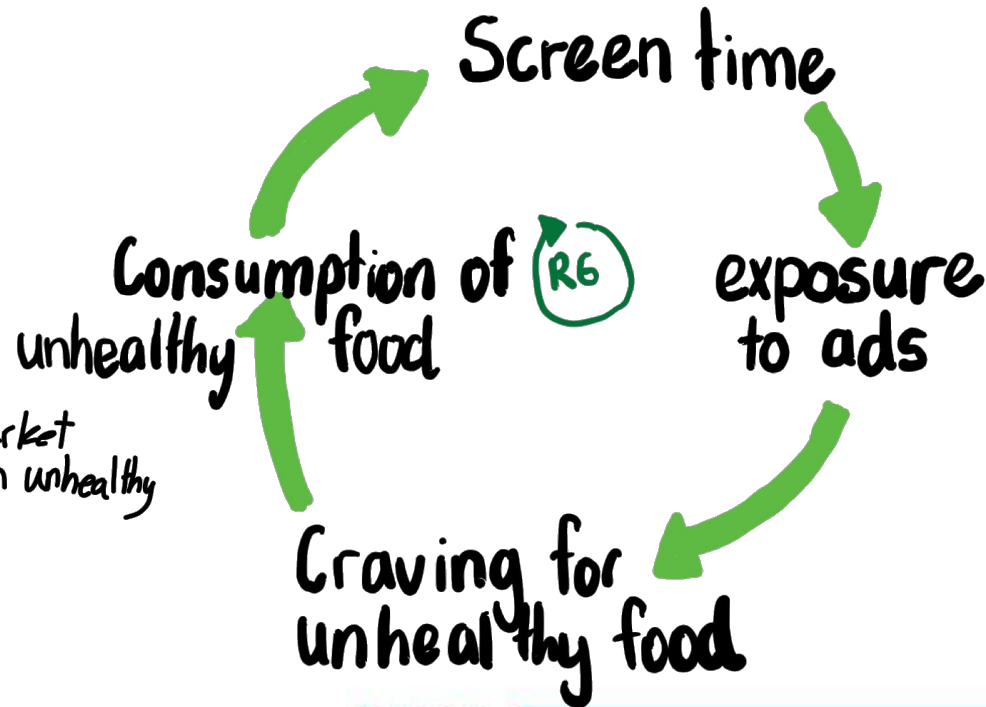 Screen time
exposure
to ads
Craving for
unhealthy food
Consumption of
unhealthy food
R6
unhealthy